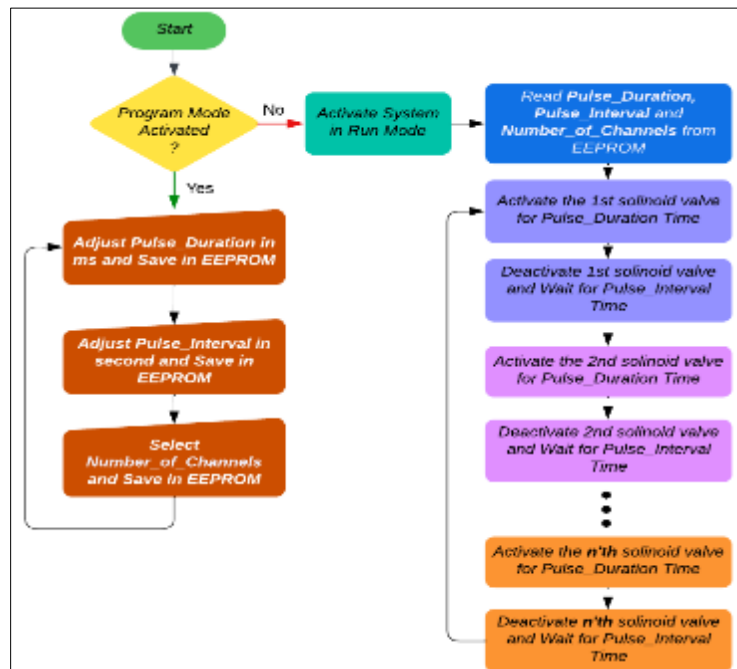 Start
Program Mode
Activated
?
No
Yes
Activate System
in Run Mode
Read Pulse_Duration,
Pulse_Interval and
Number_of_Channels from
EEPROM
Adjust Pulse_Duration in
ms and Save in EEPROM
Adjust Pulse_Interval in
second and Save in
EEPROM
Select
Number_of_Channels
and Save in EEPROM
Activate the 1st solinoid valve
for Pulse_Duration Time
Deactivate 1st solinoid valve
and Wait for Pulse_Interval
Time
Activate the 2nd solinoid valve
for Pulse_Duration Time
Deactivate 2nd solinoid valve
and Wait for Pulse_Interval
Time
Activate the n'th solinoid valve
for Pulse_Duration Time
Deactivate n'th solinoid valve
and Wait for Pulse_Interval
Time